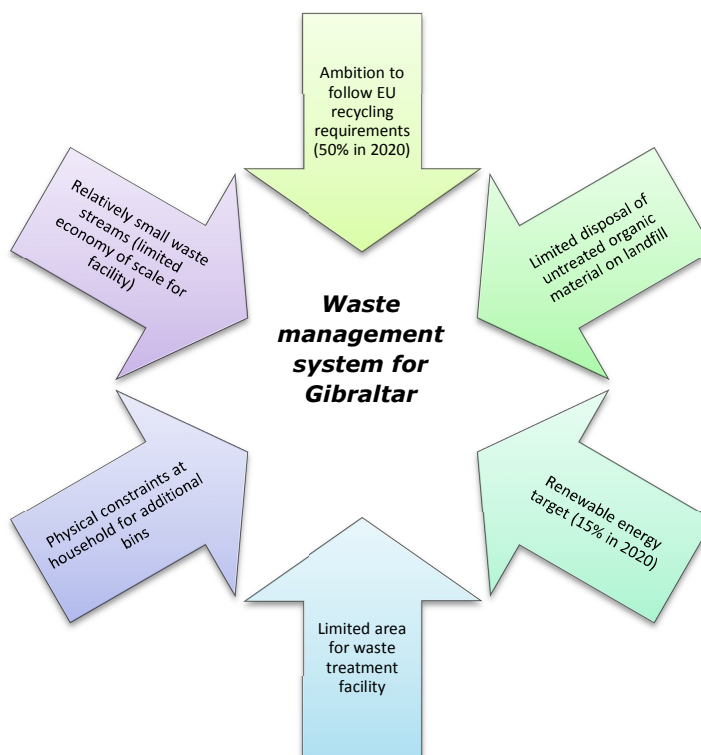 Ambition to
follow EU
recycling
requirements
(50% in 2020)
Limited disposal of
untreated organic
material on landfill
Renewable energy
target (15% in 2020)
Limited area
for waste
treatment
facility
Physical constraints at
household for additional
bins
Relatively small waste
streams (limited
economy of scale for
facility)
Waste
management
system for
Gibraltar